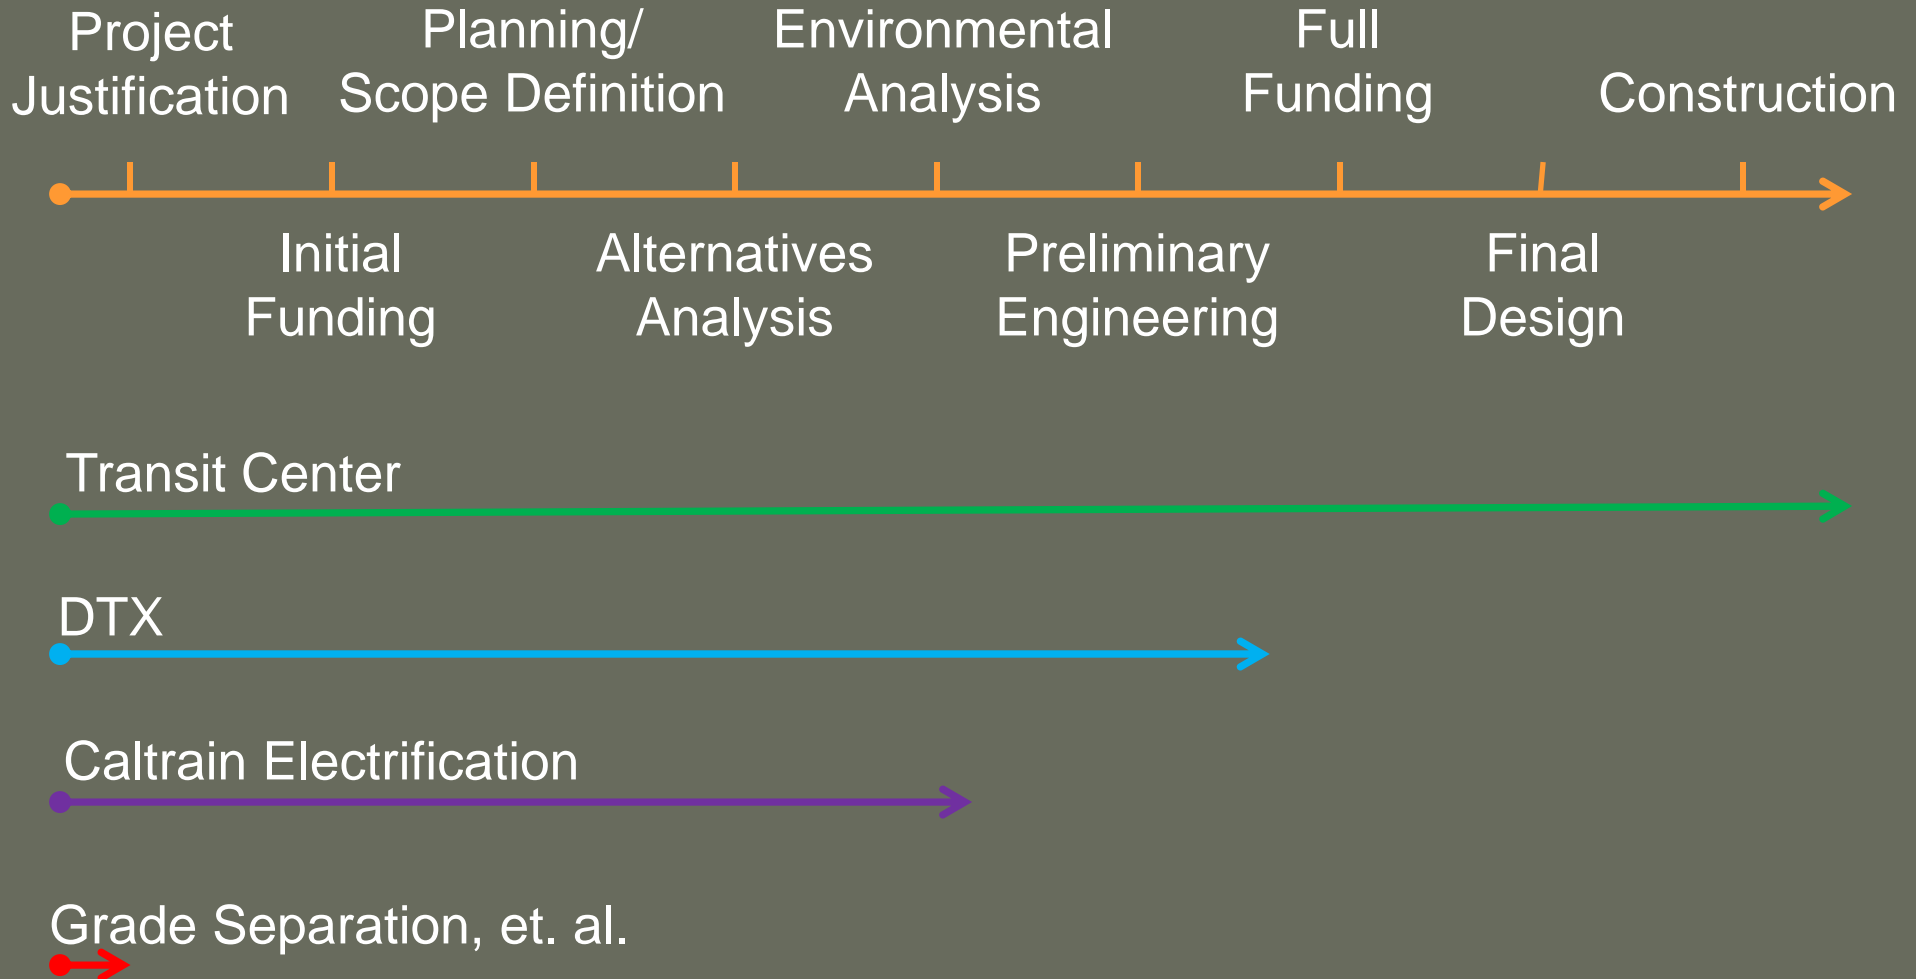 Project
Justification
Planning/
Scope Definition
Environmental
Analysis
Full
Funding
Construction
Initial
Funding
Alternatives
Analysis
Preliminary
Engineering
Final
Design
Transit Center
DTX
Caltrain Electrification
Grade Separation, et. al.